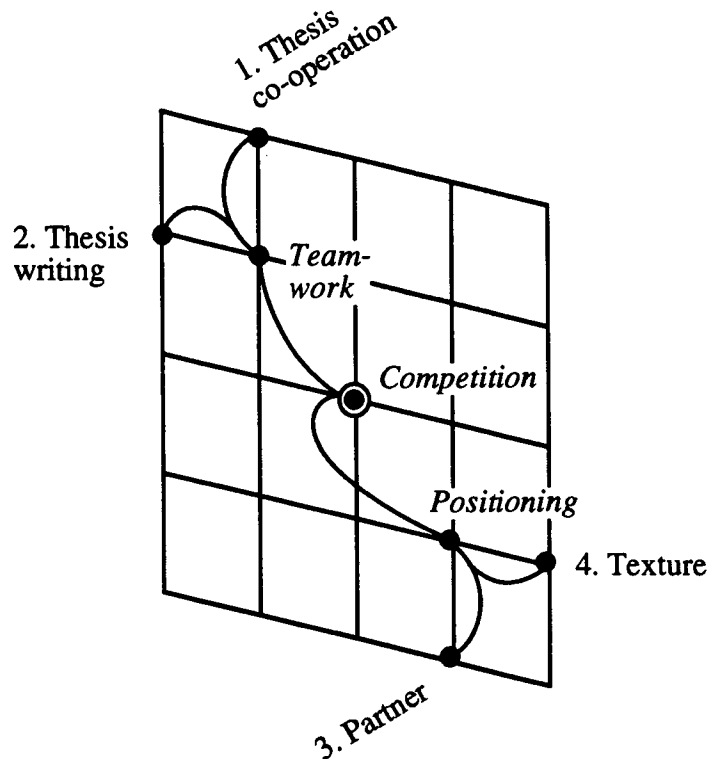 1. Thesis
co-operation
2. Thesis
writing
Team-
work
Competition
Positioning
4. Texture
3. Partner